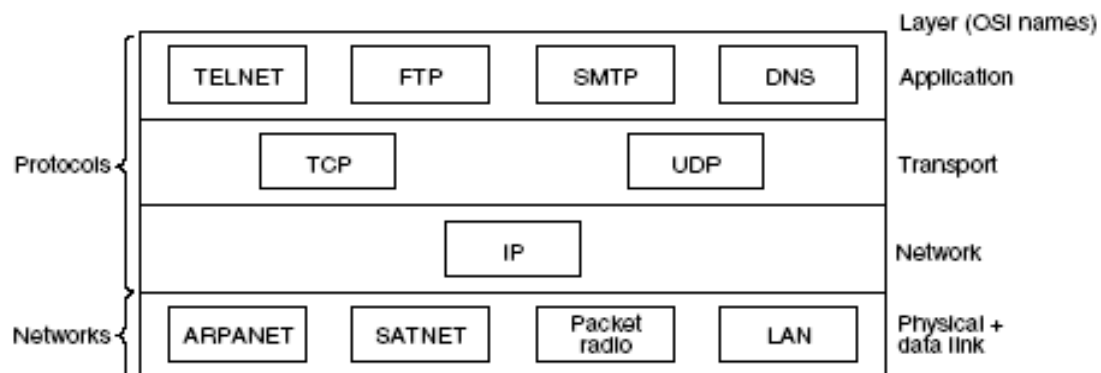 Layer (OSI names)
TELNET FTP SMTP DNS Application
Protocols TCP UDP Transport
IP Network
Networks ARPANET SATNET Packet radio LAN Physical +
data link